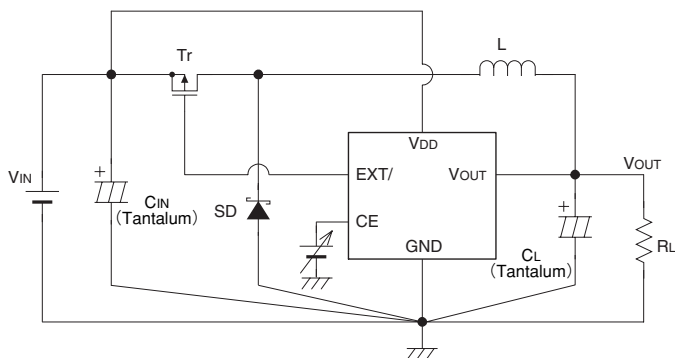 Tr
L
VDD
VIN
+
CIN
(Tantalum)
SD
EXT/
VOUT
CE
GND
VOUT
+
CL
(Tantalum)
RL